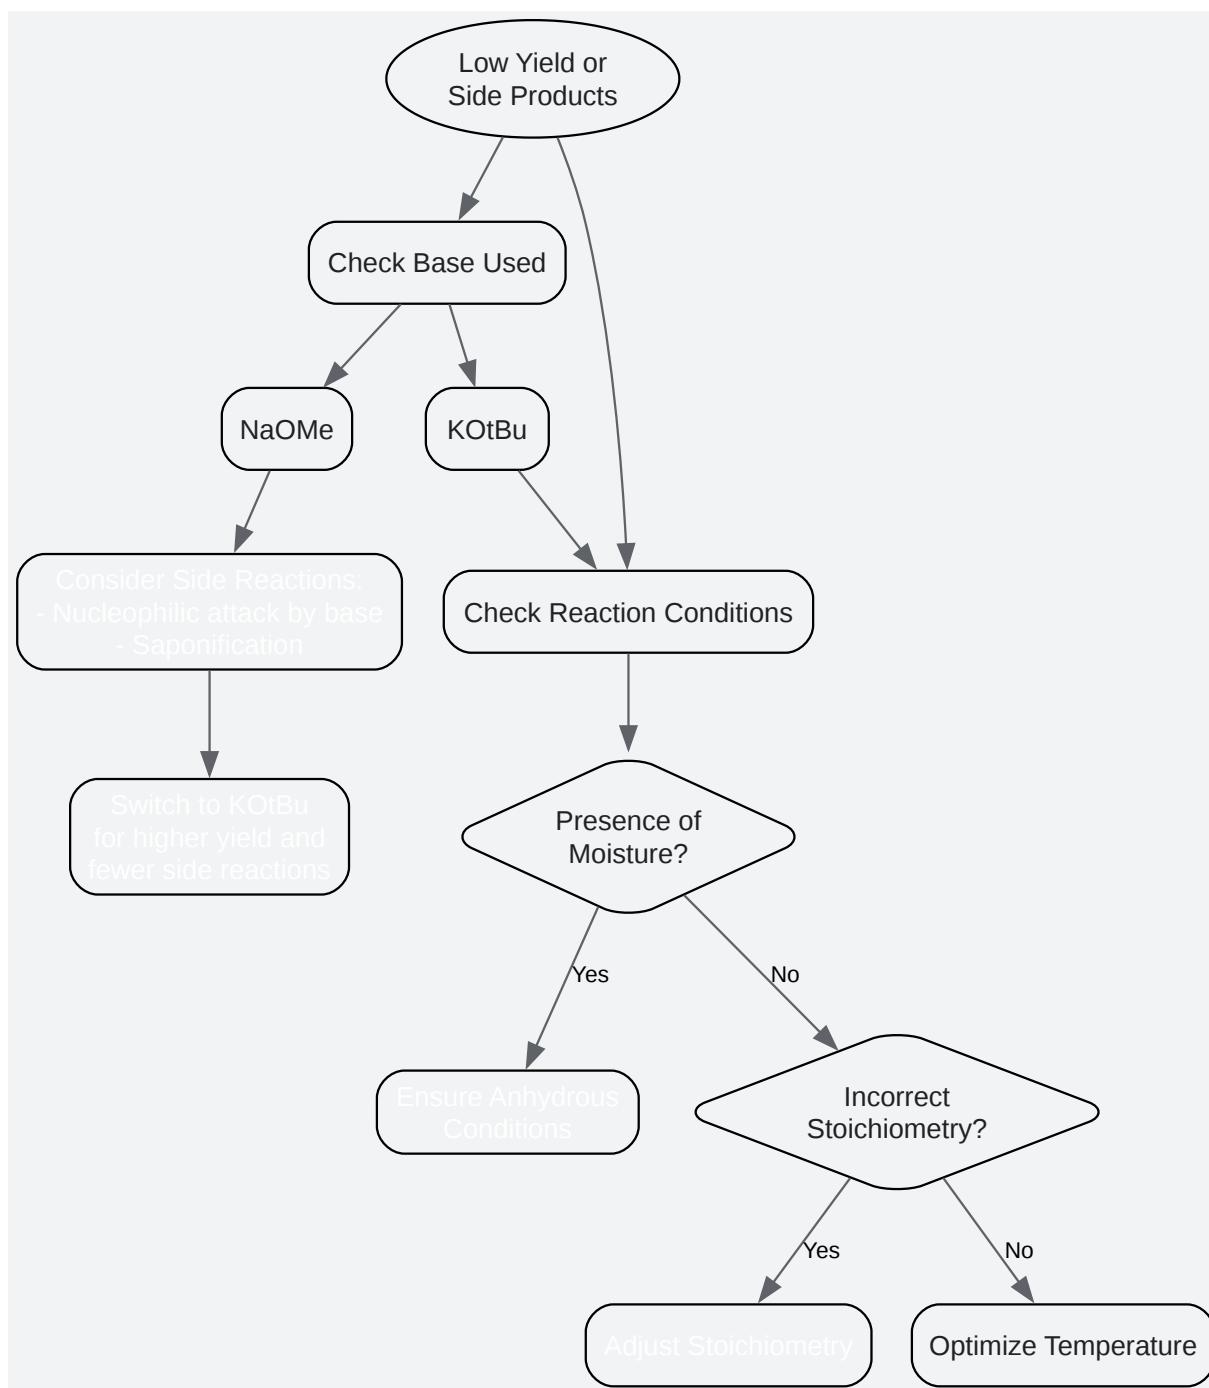 Low Yield or
Side Products
Check Base Used
NaOMe
KOtBu
Consider Side Reactions:
- Nucleophilic attack by base
- Saponification
Check Reaction Conditions
Switch to KOtBu
for higher yield and
fewer side reactions
Presence of
Moisture?
Yes
No
Ensure Anhydrous
Conditions
Incorrect
Stoichiometry?
Yes
No
Adjust Stoichiometry
Optimize Temperature